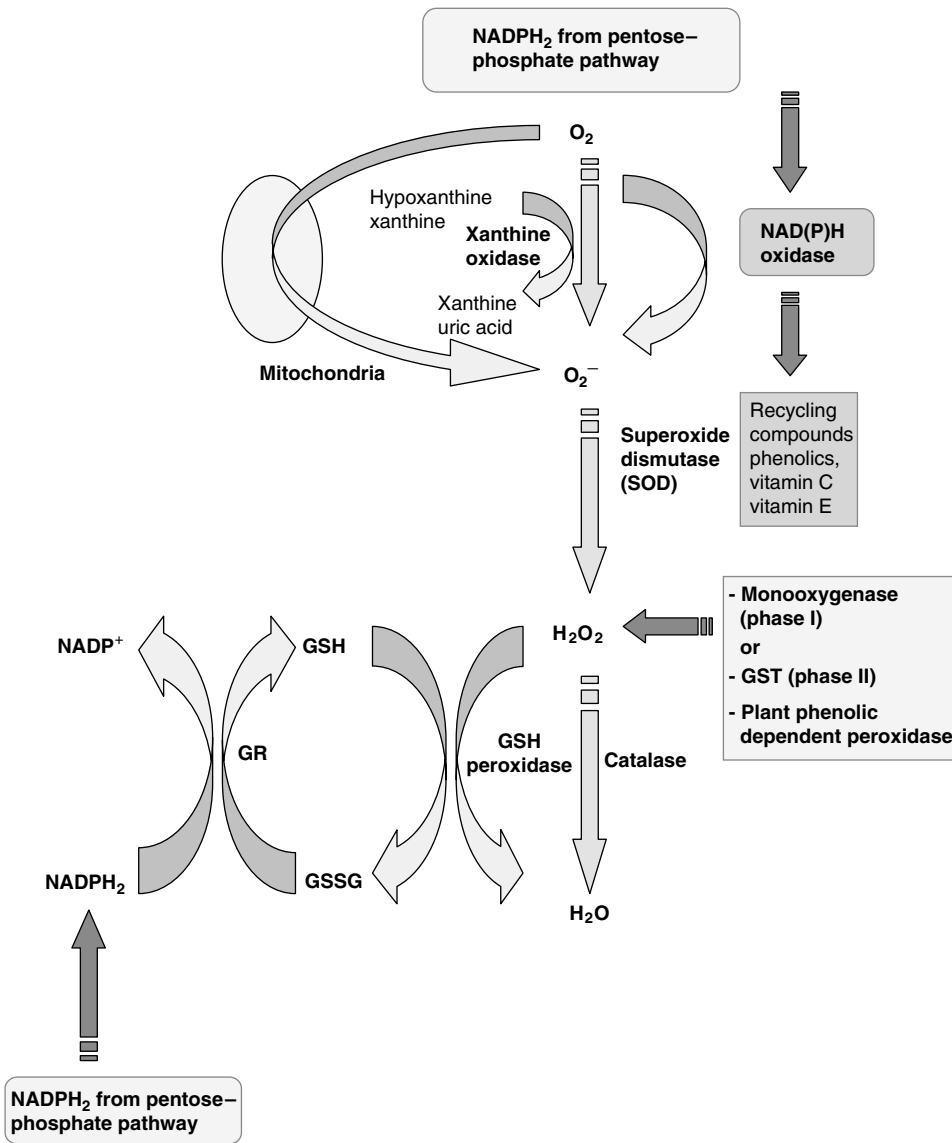 NADPH₂ from pentose–
phosphate pathway
O₂
Hypoxanthine
xanthine
Xanthine
oxidase
NAD(P)H
oxidase
Xanthine
uric acid
Mitochondria
O₂⁻
Superoxide
dismutase
(SOD)
Recycling
compounds
phenolics,
vitamin C
vitamin E
- Monooxygenase
(phase I)
or
- GST (phase II)
- Plant phenolic
dependent peroxidase
NADP⁺
GSH
H₂O₂
GR
GSH
peroxidase
Catalase
NADPH₂
GSSG
H₂O
NADPH₂ from pentose–
phosphate pathway